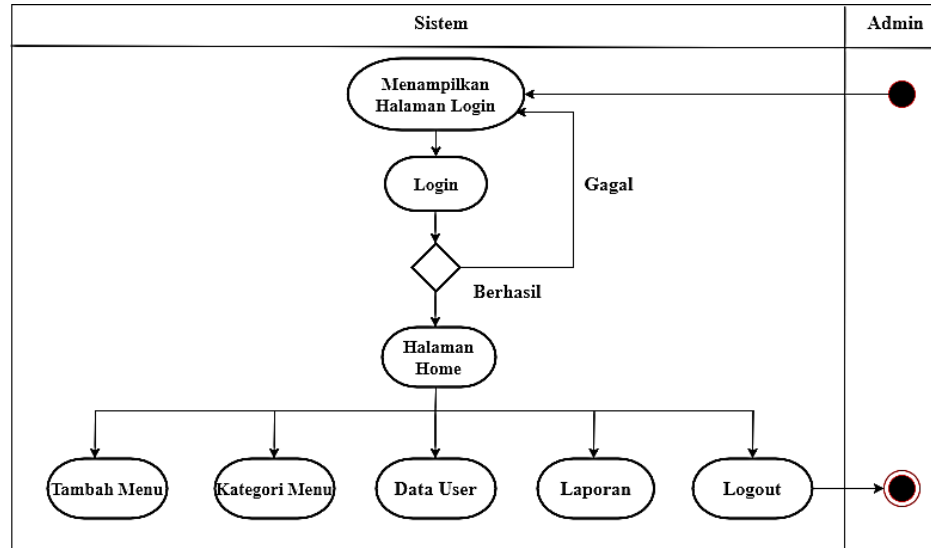 Sistem
Admin
Menampilkan
Halaman Login
Login
Gagal
Berhasil
Halaman
Home
Tambah Menu
Kategori Menu
Data User
Laporan
Logout